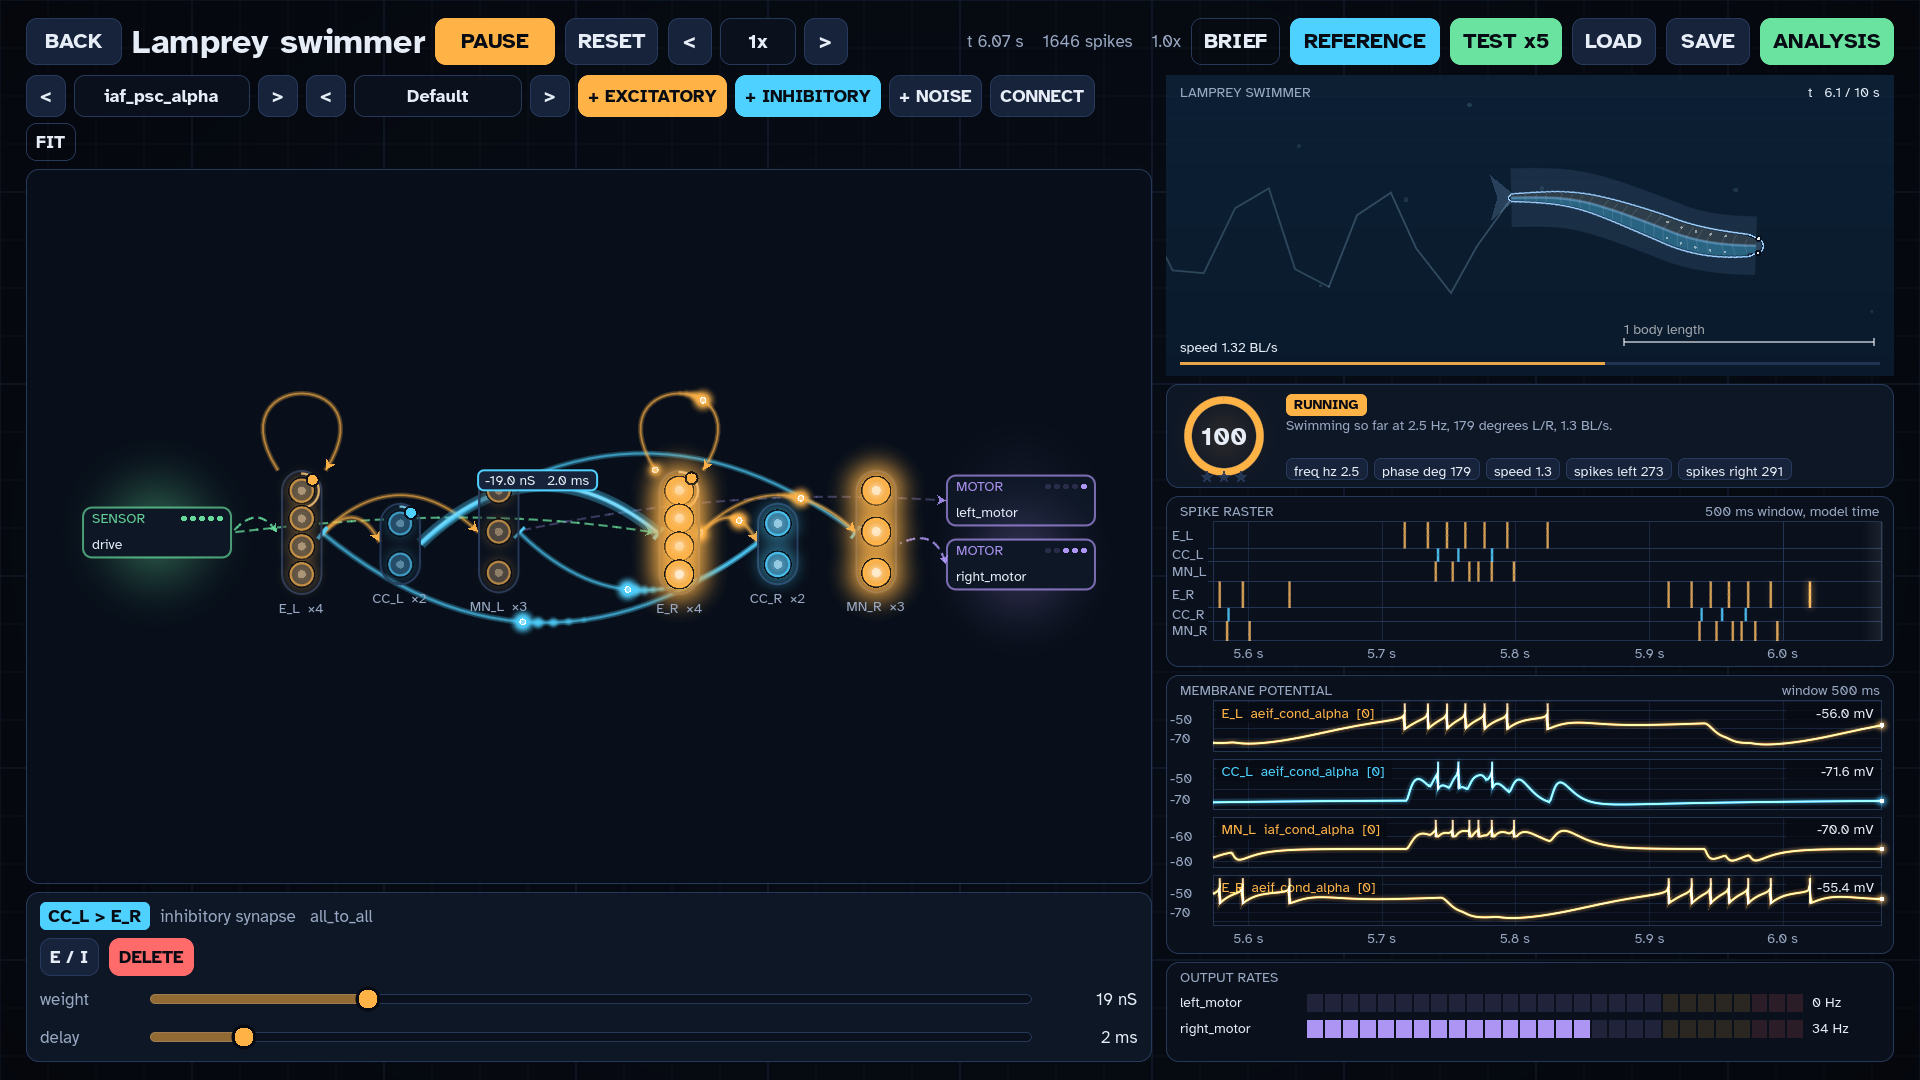 BACK Lamprey swimmer PAUSE RESET < 1x > t 6.07 s 1646 spikes 1.0x BRIEF REFERENCE TEST x5 LOAD SAVE ANALYSIS
< iaf_psc_alpha > < Default > + EXCITATORY + INHIBITORY + NOISE CONNECT
FIT
LAMPREY SWIMMER t 6.1 / 10 s
1 body length
speed 1.32 BL/s
-19.0 nS 2.0 ms
SENSOR
drive
MOTOR
left_motor
MOTOR
right_motor
E_L ×4
CC_L ×2
MN_L ×3
E_R ×4
CC_R ×2
MN_R ×3
100
RUNNING
Swimming so far at 2.5 Hz, 179 degrees L/R, 1.3 BL/s.
freq hz 2.5 phase deg 179 speed 1.3 spikes left 273 spikes right 291
SPIKE RASTER 500 ms window, model time
E_L
CC_L
MN_L
E_R
CC_R
MN_R
5.6 s 5.7 s 5.8 s 5.9 s 6.0 s
MEMBRANE POTENTIAL window 500 ms
-50 E_L aeif_cond_alpha [0] -56.0 mV
-70
CC_L aeif_cond_alpha [0] -71.6 mV
-50
-70
MN_L iaf_cond_alpha [0] -70.0 mV
-60
-80
E_R aeif_cond_alpha [0] -55.4 mV
-50
-70
5.6 s 5.7 s 5.8 s 5.9 s 6.0 s
CC_L > E_R inhibitory synapse all_to_all
E / I DELETE
weight 19 nS
delay 2 ms
OUTPUT RATES
left_motor 0 Hz
right_motor 34 Hz